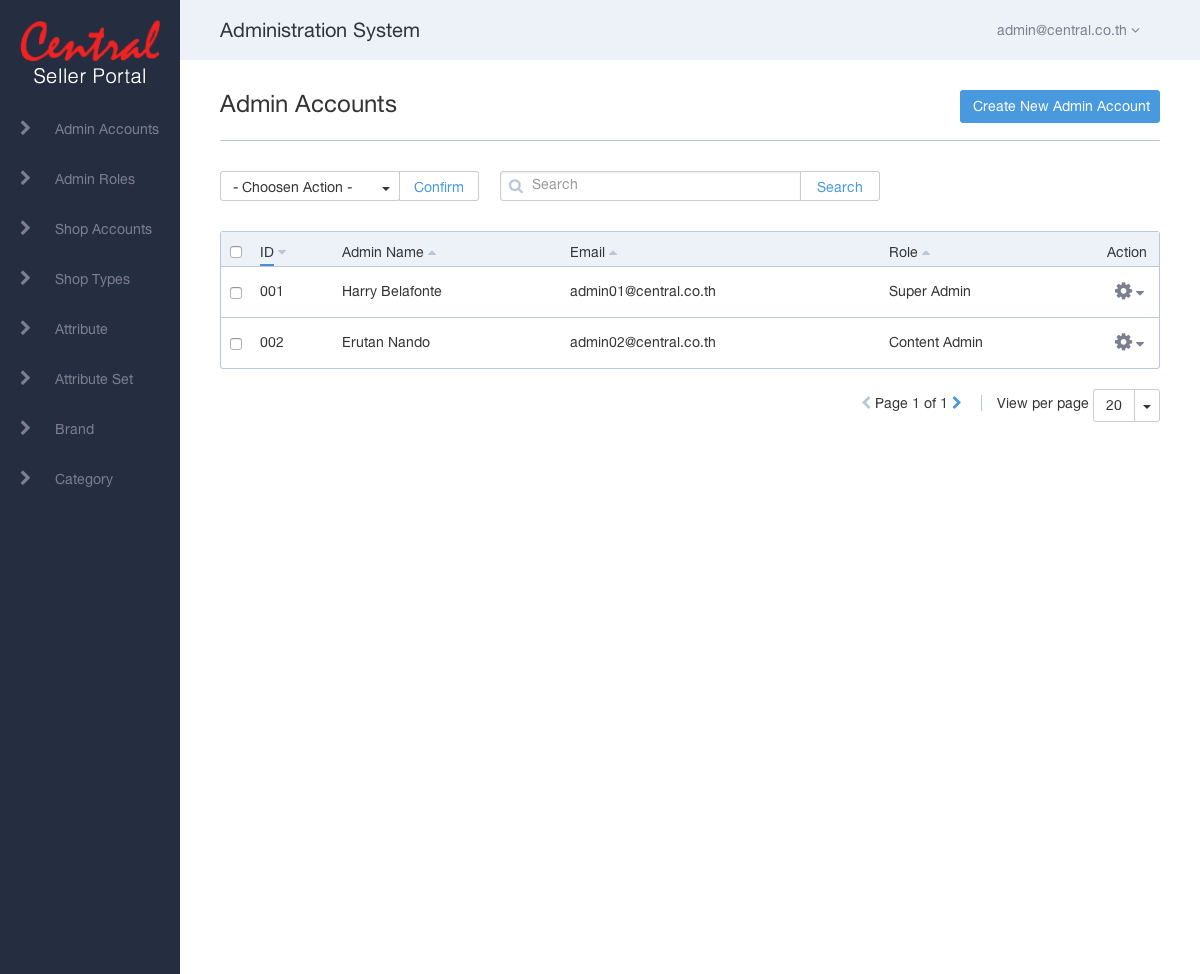 Central
Seller Portal
Admin Accounts
Admin Roles
Shop Accounts
Shop Types
Attribute
Attribute Set
Brand
Category
Administration System
admin@central.co.th
Admin Accounts
Create New Admin Account
- Choosen Action - Confirm Search Search
ID Admin Name Email Role Action
001 Harry Belafonte admin01@central.co.th Super Admin
002 Erutan Nando admin02@central.co.th Content Admin
Page 1 of 1 View per page 20